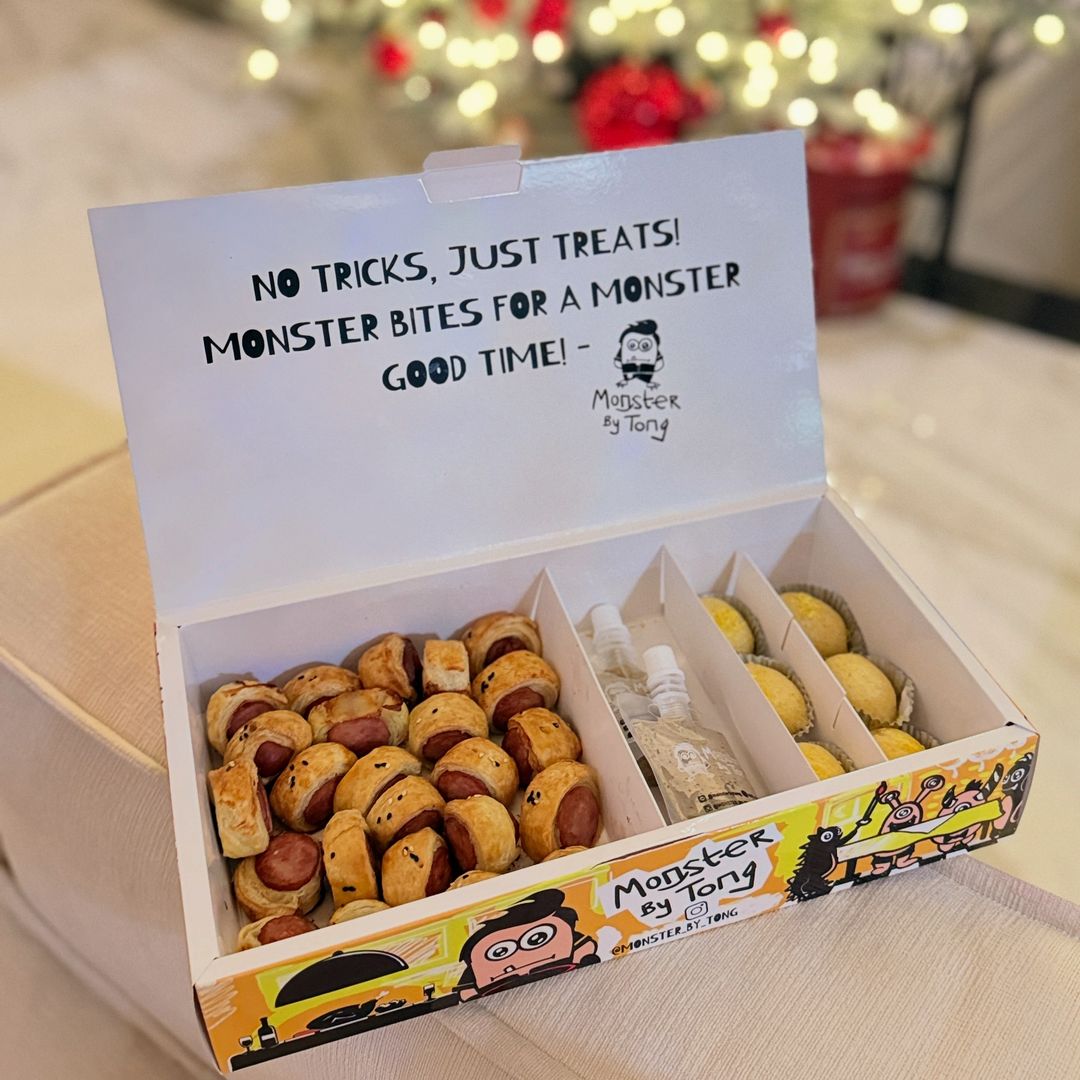 NO TRICKS, JUST TREATS!
MONSTER BITES FOR A MONSTER
GOOD TIME! -
Monster
By Tong
Monster
By Tong
@MONSTER_BY_TONG